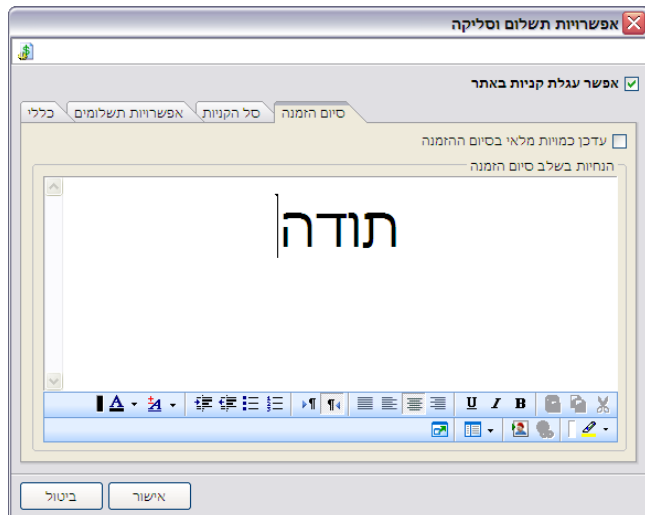 אפשרויות תשלום וסליקה
אפשר עגלת קניות באתר
סיום הזמנה סל הקניות אפשרויות תשלומים כללי
עדכן כמויות מלאי בסיום ההזמנה
הנחיות בשלב סיום הזמנה
תודה
B I U A
אישור ביטול